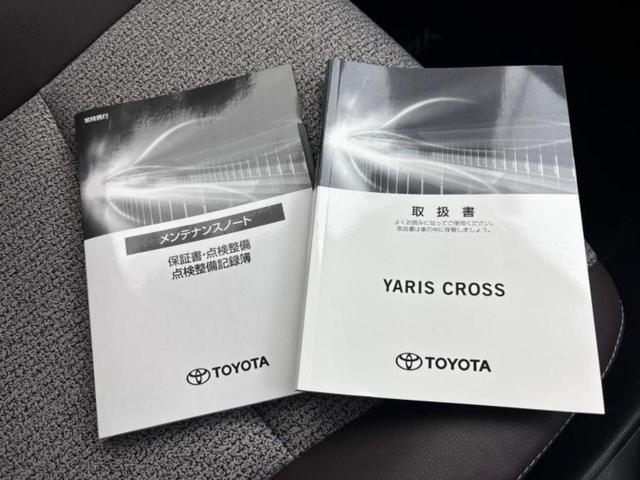 常時携行
メンテナンスノート
保証書・点検整備
点検整備記録簿
TOYOTA
取扱書
よくお読みになってご使用ください。
取扱書は車の中に保管しましょう。
YARIS CROSS
TOYOTA